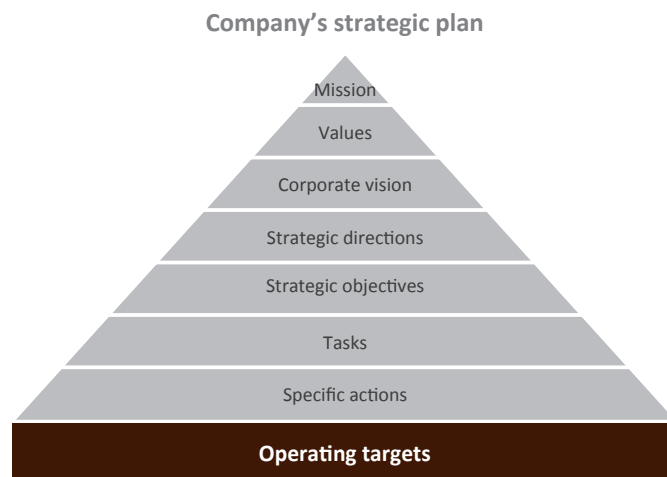 Company’s strategic plan
Mission
Values
Corporate vision
Strategic directions
Strategic objectives
Tasks
Specific actions
Operating targets